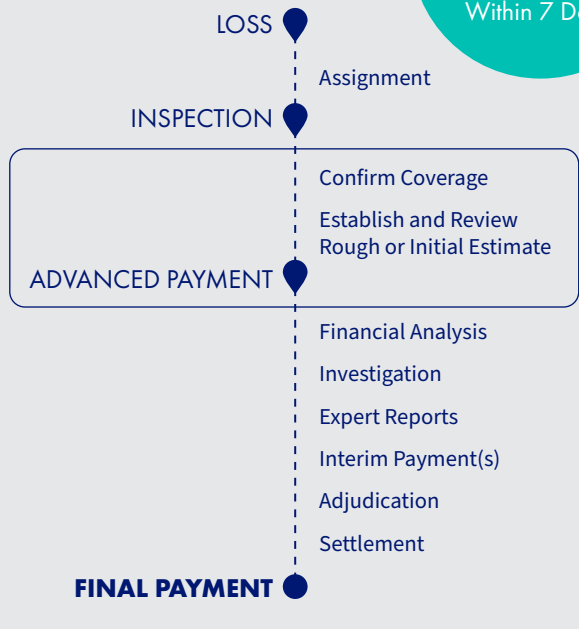 Within 7 D
LOSS
Assignment
INSPECTION
Confirm Coverage
Establish and Review
Rough or Initial Estimate
ADVANCED PAYMENT
Financial Analysis
Investigation
Expert Reports
Interim Payment(s)
Adjudication
Settlement
FINAL PAYMENT